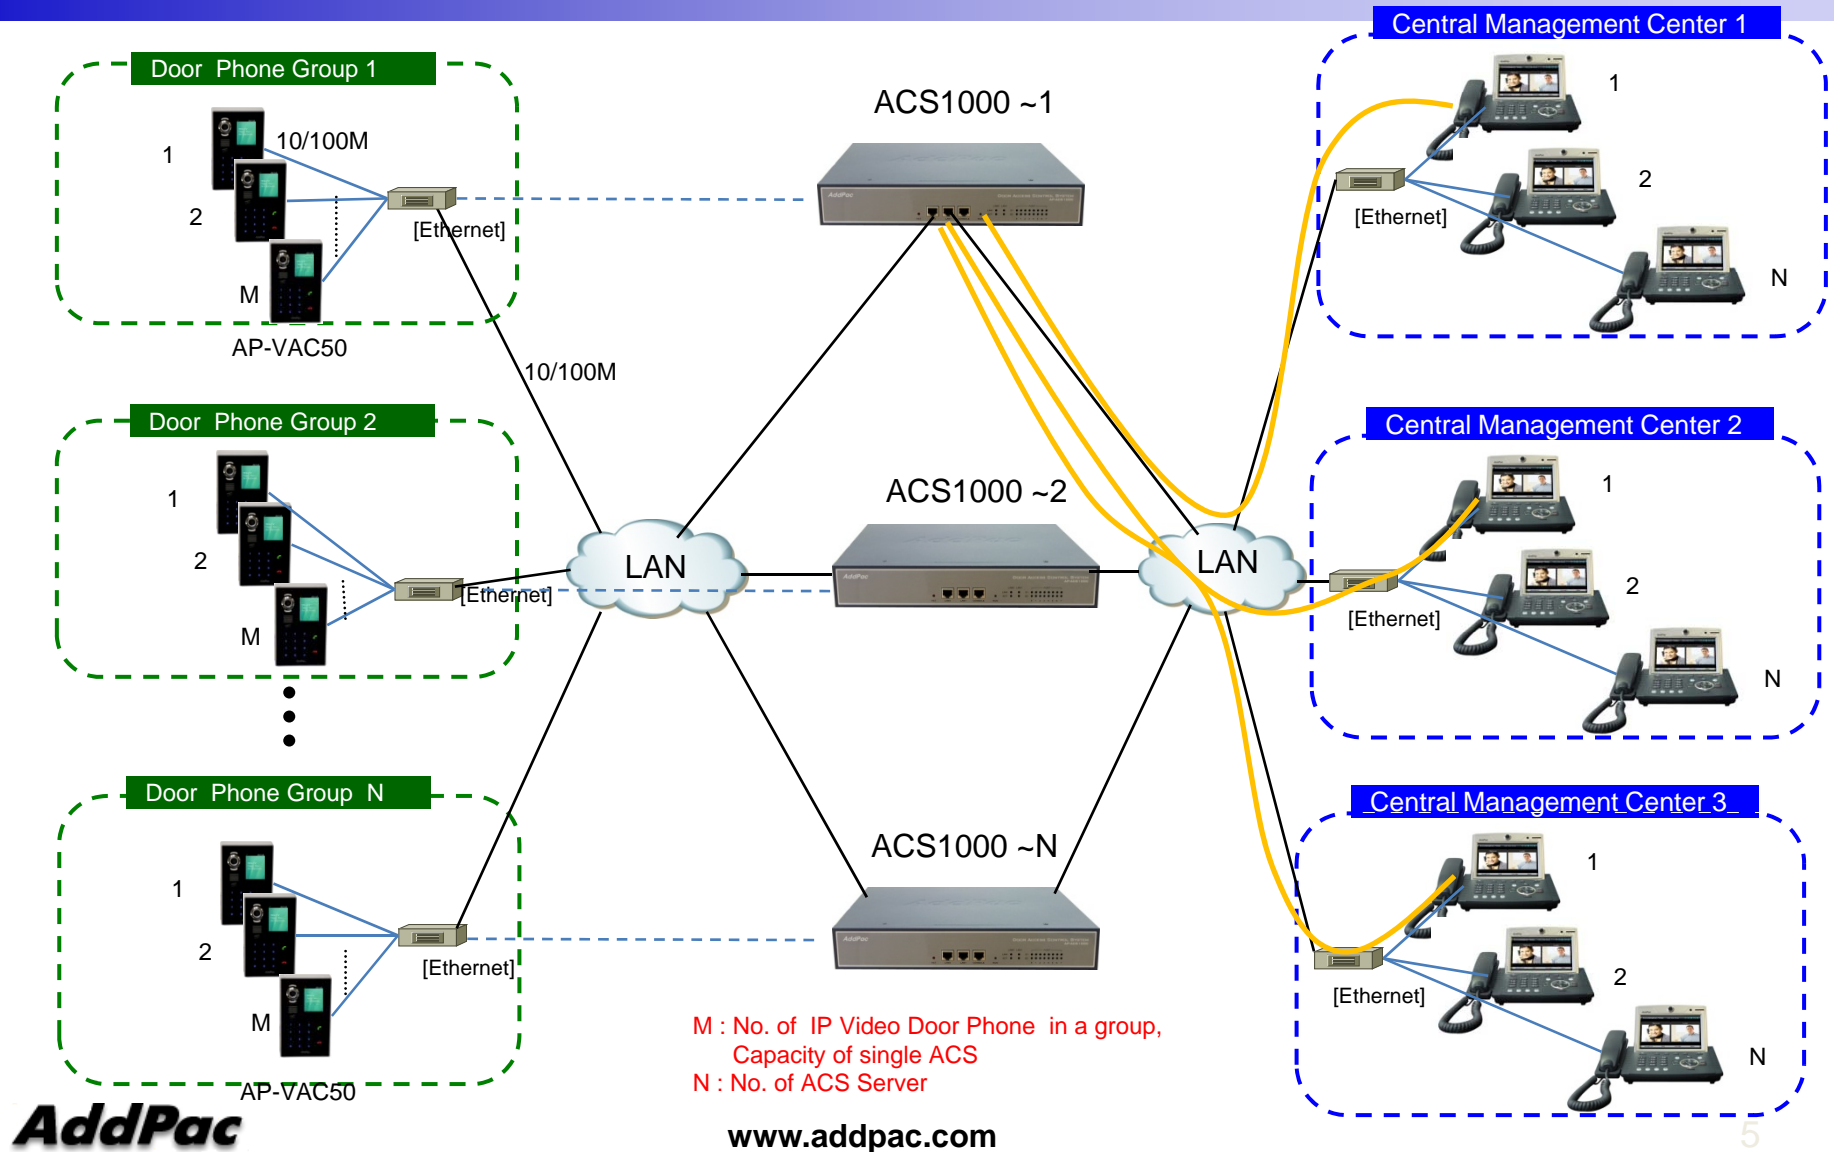 Central Management Center 1
Door Phone Group 1
ACS1000 ~1
1
10/100M
1
2
2
[Ethernet]
[Ethernet]
M
N
AP-VAC50
10/100M
Door Phone Group 2
Central Management Center 2
1
ACS1000 ~2
1
2
LAN
LAN
2
[Ethernet]
[Ethernet]
M
N
Door Phone Group N
Central Management Center 3
ACS1000 ~N
1
1
2
[Ethernet]
2
[Ethernet]
M
N
M : No. of IP Video Door Phone in a group,
Capacity of single ACS
N : No. of ACS Server
AP-VAC50
AddPac
www.addpac.com
5
AddPac
AddPac
AddPac